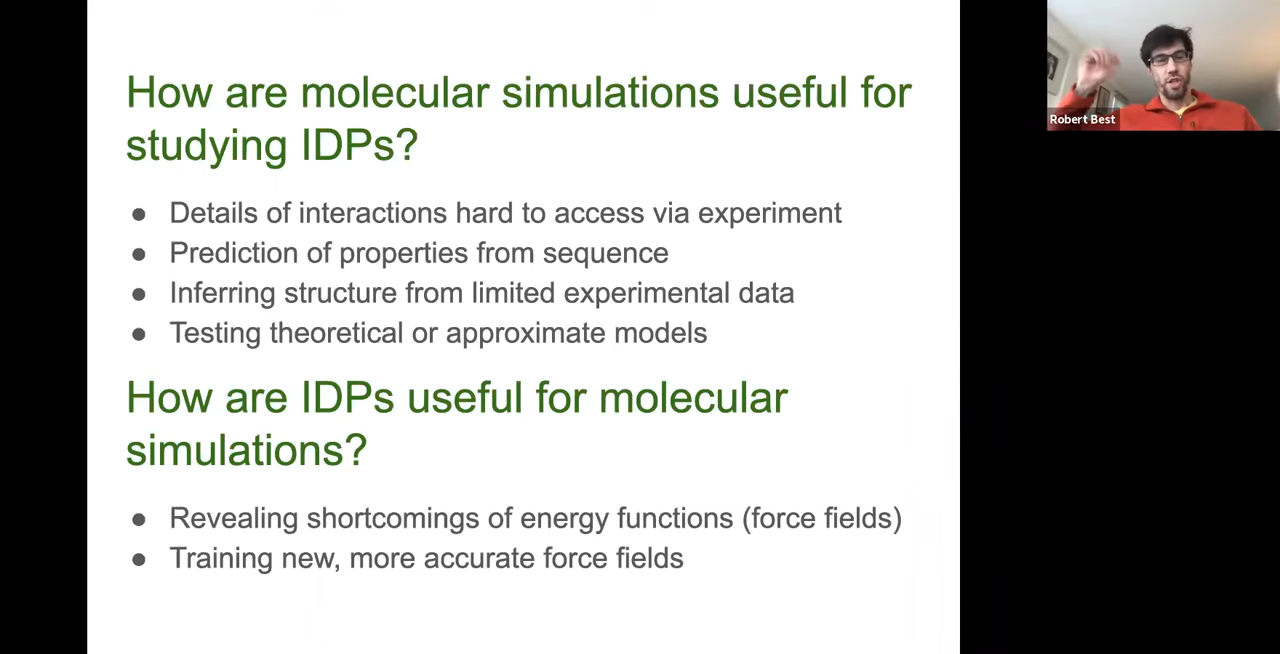 How are molecular simulations useful for
studying IDPs?
● Details of interactions hard to access via experiment
● Prediction of properties from sequence
● Inferring structure from limited experimental data
● Testing theoretical or approximate models
How are IDPs useful for molecular
simulations?
● Revealing shortcomings of energy functions (force fields)
● Training new, more accurate force fields
Robert Best